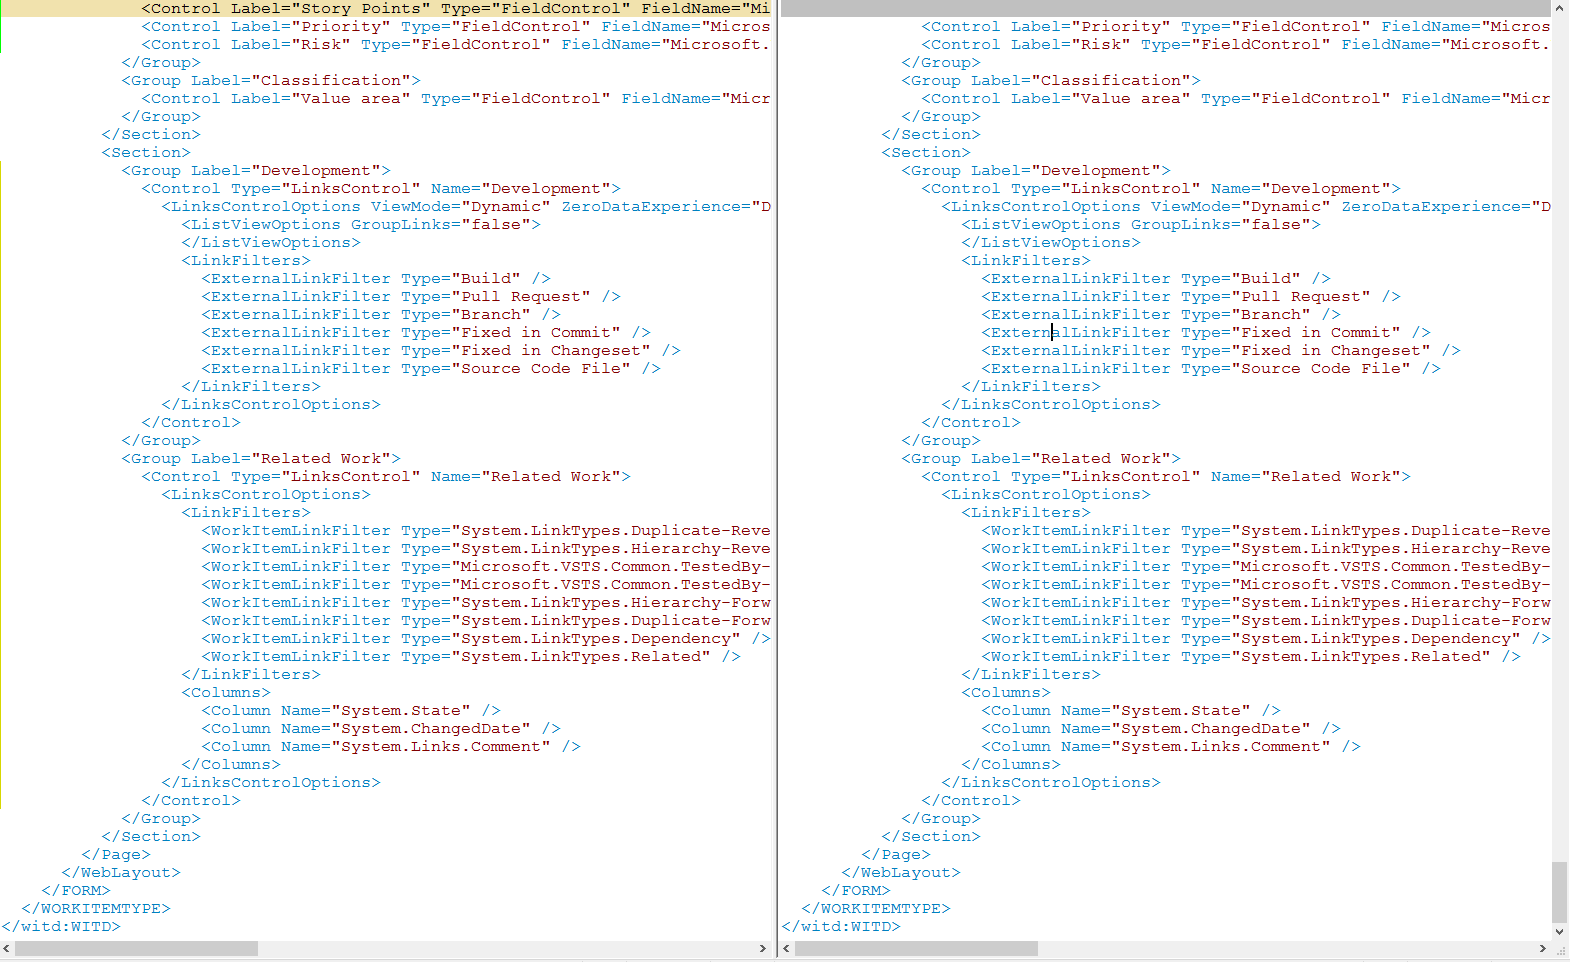 <Control Label="Story Points" Type="FieldControl" FieldName="Mi
<Control Label="Priority" Type="FieldControl" FieldName="Micros
<Control Label="Risk" Type="FieldControl" FieldName="Microsoft.
</Group>
<Group Label="Classification">
<Control Label="Value area" Type="FieldControl" FieldName="Micr
</Group>
</Section>
<Section>
<Group Label="Development">
<Control Type="LinksControl" Name="Development">
<LinksControlOptions ViewMode="Dynamic" ZeroDataExperience="D
<ListViewOptions GroupLinks="false">
</ListViewOptions>
<LinkFilters>
<ExternalLinkFilter Type="Build" />
<ExternalLinkFilter Type="Pull Request" />
<ExternalLinkFilter Type="Branch" />
<ExternalLinkFilter Type="Fixed in Commit" />
<ExternalLinkFilter Type="Fixed in Changeset" />
<ExternalLinkFilter Type="Source Code File" />
</LinkFilters>
</LinksControlOptions>
</Control>
</Group>
<Group Label="Related Work">
<Control Type="LinksControl" Name="Related Work">
<LinksControlOptions>
<LinkFilters>
<WorkItemLinkFilter Type="System.LinkTypes.Duplicate-Reve
<WorkItemLinkFilter Type="System.LinkTypes.Hierarchy-Reve
<WorkItemLinkFilter Type="Microsoft.VSTS.Common.TestedBy-
<WorkItemLinkFilter Type="Microsoft.VSTS.Common.TestedBy-
<WorkItemLinkFilter Type="System.LinkTypes.Hierarchy-Forw
<WorkItemLinkFilter Type="System.LinkTypes.Duplicate-Forw
<WorkItemLinkFilter Type="System.LinkTypes.Dependency" />
<WorkItemLinkFilter Type="System.LinkTypes.Related" />
</LinkFilters>
<Columns>
<Column Name="System.State" />
<Column Name="System.ChangedDate" />
<Column Name="System.Links.Comment" />
</Columns>
</LinksControlOptions>
</Control>
</Group>
</Section>
</Page>
</WebLayout>
</FORM>
</WORKITEMTYPE>
</witd:WITD>
<Control Label="Priority" Type="FieldControl" FieldName="Micros
<Control Label="Risk" Type="FieldControl" FieldName="Microsoft.
</Group>
<Group Label="Classification">
<Control Label="Value area" Type="FieldControl" FieldName="Micr
</Group>
</Section>
<Section>
<Group Label="Development">
<Control Type="LinksControl" Name="Development">
<LinksControlOptions ViewMode="Dynamic" ZeroDataExperience="D
<ListViewOptions GroupLinks="false">
</ListViewOptions>
<LinkFilters>
<ExternalLinkFilter Type="Build" />
<ExternalLinkFilter Type="Pull Request" />
<ExternalLinkFilter Type="Branch" />
<ExternalLinkFilter Type="Fixed in Commit" />
<ExternalLinkFilter Type="Fixed in Changeset" />
<ExternalLinkFilter Type="Source Code File" />
</LinkFilters>
</LinksControlOptions>
</Control>
</Group>
<Group Label="Related Work">
<Control Type="LinksControl" Name="Related Work">
<LinksControlOptions>
<LinkFilters>
<WorkItemLinkFilter Type="System.LinkTypes.Duplicate-Reve
<WorkItemLinkFilter Type="System.LinkTypes.Hierarchy-Reve
<WorkItemLinkFilter Type="Microsoft.VSTS.Common.TestedBy-
<WorkItemLinkFilter Type="Microsoft.VSTS.Common.TestedBy-
<WorkItemLinkFilter Type="System.LinkTypes.Hierarchy-Forw
<WorkItemLinkFilter Type="System.LinkTypes.Duplicate-Forw
<WorkItemLinkFilter Type="System.LinkTypes.Dependency" />
<WorkItemLinkFilter Type="System.LinkTypes.Related" />
</LinkFilters>
<Columns>
<Column Name="System.State" />
<Column Name="System.ChangedDate" />
<Column Name="System.Links.Comment" />
</Columns>
</LinksControlOptions>
</Control>
</Group>
</Section>
</Page>
</WebLayout>
</FORM>
</WORKITEMTYPE>
</witd:WITD>